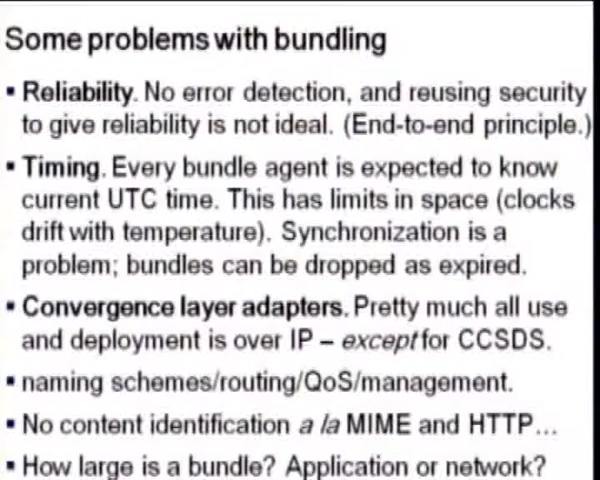 Some problems with bundling
▪ Reliability. No error detection, and reusing security
to give reliability is not ideal. (End-to-end principle.)
▪ Timing. Every bundle agent is expected to know
current UTC time. This has limits in space (clocks
drift with temperature). Synchronization is a
problem; bundles can be dropped as expired.
▪ Convergence layer adapters. Pretty much all use
and deployment is over IP – except for CCSDS.
▪ naming schemes/routing/QoS/management.
▪ No content identification a la MIME and HTTP...
▪ How large is a bundle? Application or network?